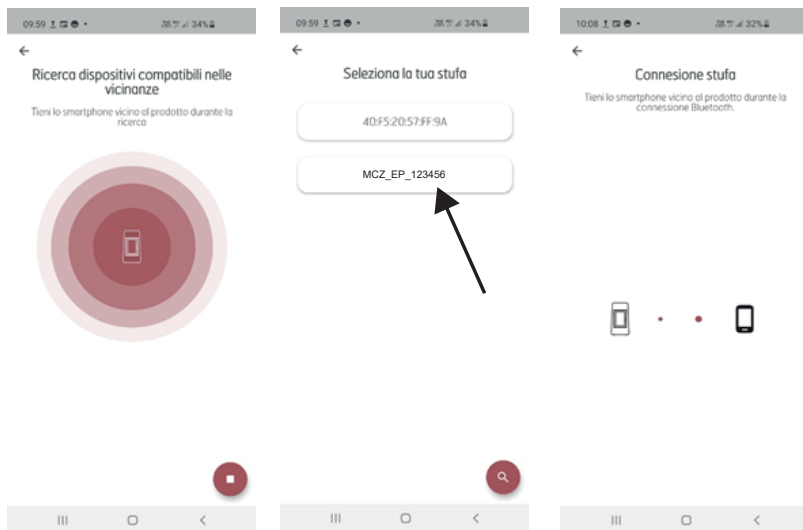 09:59
34%
Ricerca dispositivi compatibili nelle
vicinanze
Tieni lo smartphone vicino al prodotto durante la
ricerca
09:59
34%
Seleziona la tua stufa
40:F5:20:57:FF:9A
MCZ_EP_123456
10:08
32%
Connesione stufa
Tieni lo smartphone vicino al prodotto durante la
connessione Bluetooth.